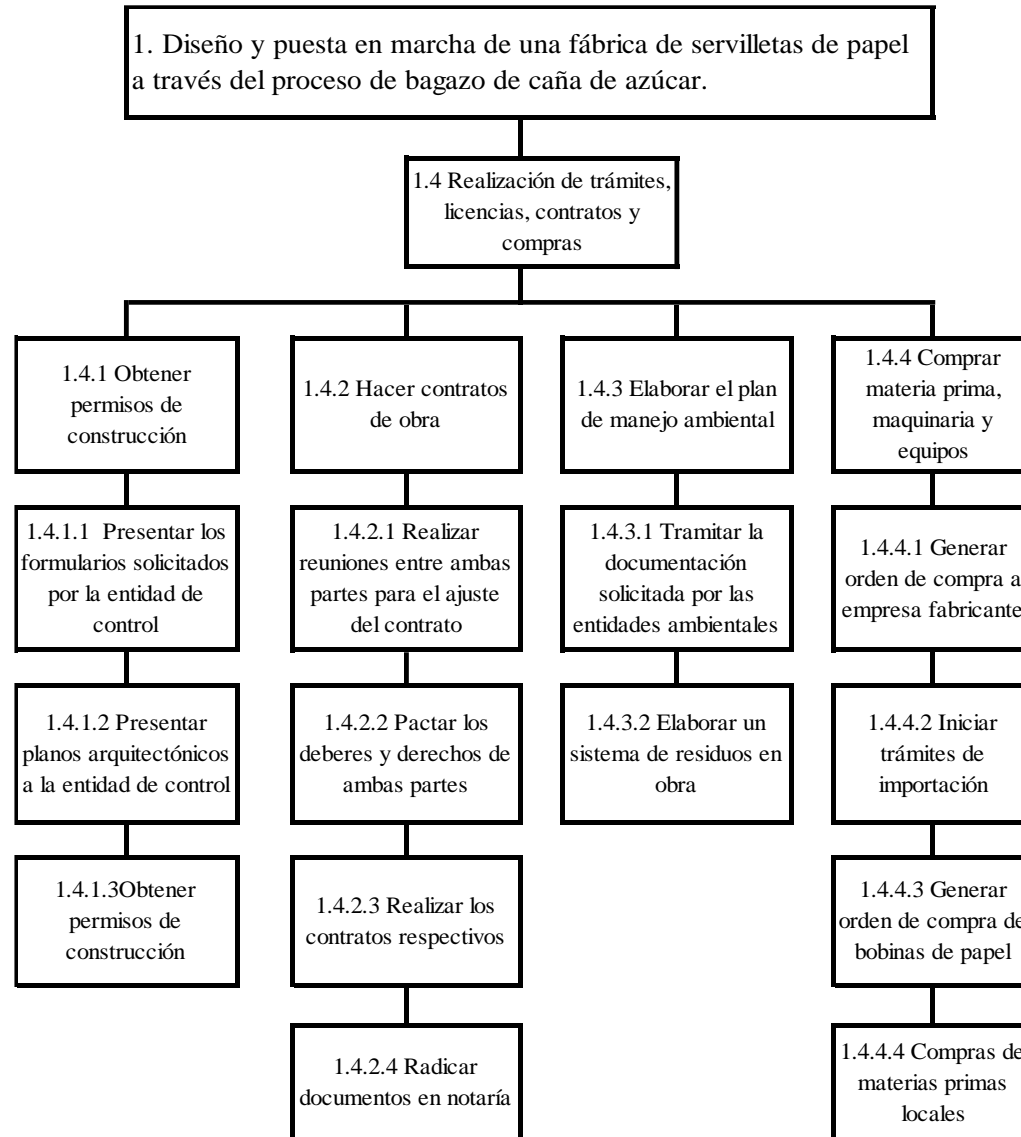 1. Diseño y puesta en marcha de una fábrica de servilletas de papel
a través del proceso de bagazo de caña de azúcar.
1.4 Realización de trámites,
licencias, contratos y
compras
1.4.1 Obtener
permisos de
construcción
1.4.2 Hacer contratos
de obra
1.4.3 Elaborar el plan
de manejo ambiental
1.4.4 Comprar
materia prima,
maquinaria y
equipos
1.4.1.1  Presentar los
formularios solicitados
por la entidad de
control
1.4.2.1 Realizar
reuniones entre ambas
partes para el ajuste
del contrato
1.4.3.1 Tramitar la
documentación
solicitada por las
entidades ambientales
1.4.4.1 Generar
orden de compra a
empresa fabricante
1.4.1.2 Presentar
planos arquitectónicos
a la entidad de control
1.4.2.2 Pactar los
deberes y derechos de
ambas partes
1.4.3.2 Elaborar un
sistema de residuos en
obra
1.4.4.2 Iniciar
trámites de
importación
1.4.1.3Obtener
permisos de
construcción
1.4.2.3 Realizar los
contratos respectivos
1.4.4.3 Generar
orden de compra de
bobinas de papel
1.4.2.4 Radicar
documentos en notaría
1.4.4.4 Compras de
materias primas
locales